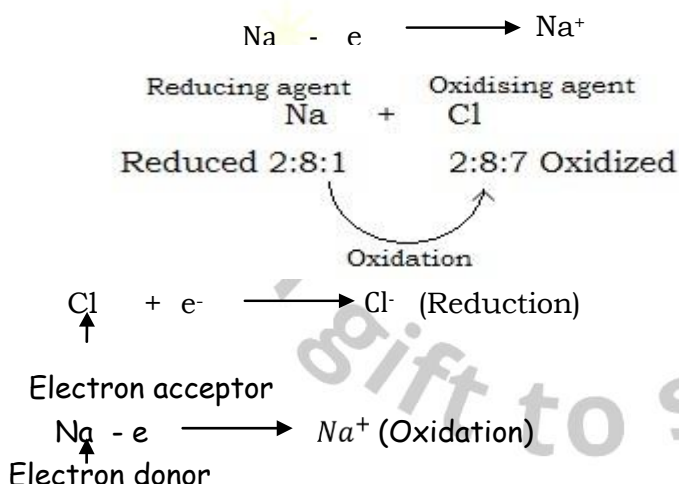 Na - e ⟶ Na⁺
Reducing agent Oxidising agent
Na + Cl
Reduced 2:8:1 2:8:7 Oxidized
Oxidation
Cl + e⁻ ⟶ Cl⁻ (Reduction)
Electron acceptor
Na - e ⟶ Na⁺ (Oxidation)
Electron donor
gift to s